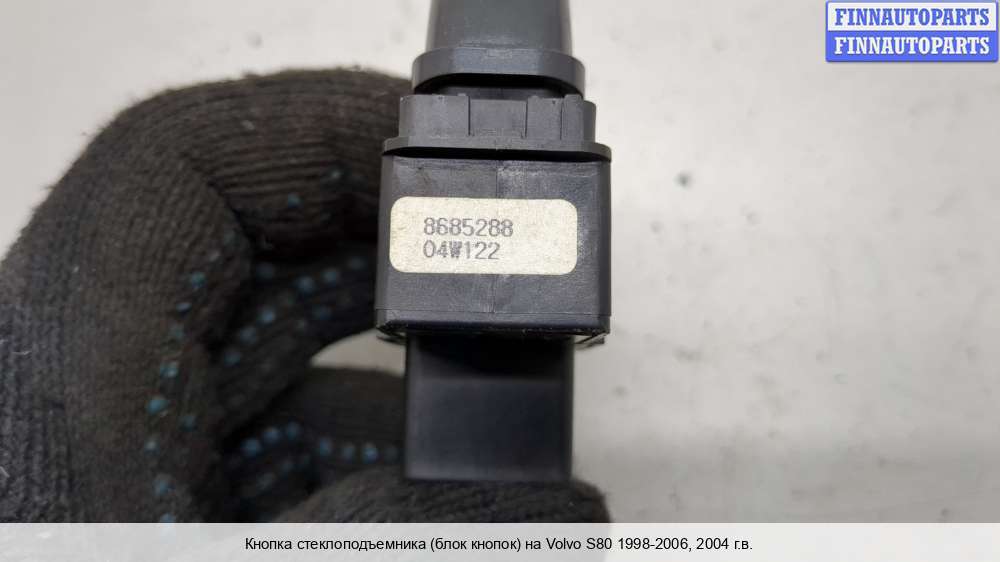 FINNAUTOPARTS
FINNAUTOPARTS
8685288
04W122
Кнопка стеклоподъемника (блок кнопок) на Volvo S80 1998-2006, 2004 г.в.